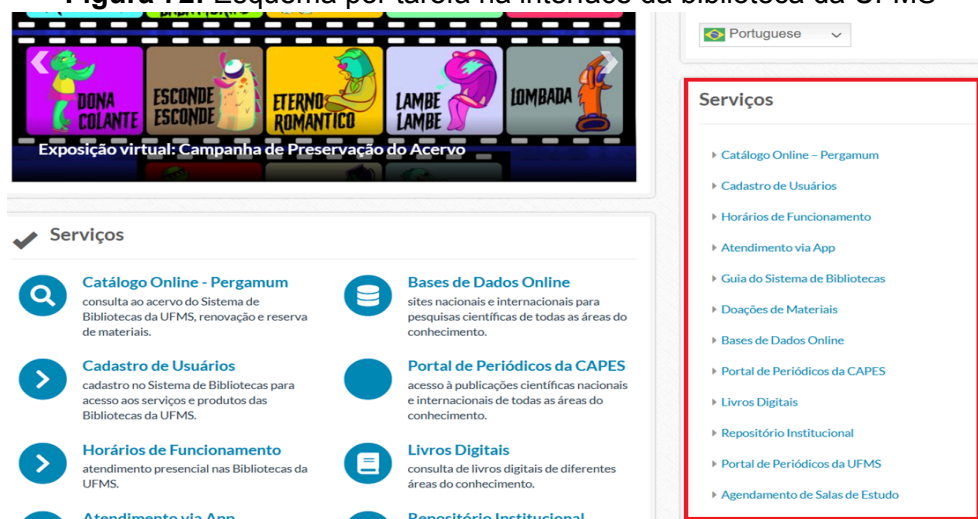 Figura 72: Esquema por tarefa na interface da biblioteca da UFMS
DONA
COLANTE
ESCONDE
ESCONDE
ETERNO
ROMÂNTICO
LAMBE
LAMBE
LOMBADA
Exposição virtual: Campanha de Preservação do Acervo
Serviços
Catálogo Online - Pergamum
consulta ao acervo do Sistema de
Bibliotecas da UFMS, renovação e reserva
de materiais.
Cadastro de Usuários
cadastro no Sistema de Bibliotecas para
acesso aos serviços e produtos das
Bibliotecas da UFMS.
Horários de Funcionamento
atendimento presencial nas Bibliotecas da
UFMS.
Atendimento via App
Bases de Dados Online
sites nacionais e internacionais para
pesquisas científicas de todas as áreas do
conhecimento.
Portal de Periódicos da CAPES
acesso à publicações científicas nacionais
e internacionais de todas as áreas do
conhecimento.
Livros Digitais
consulta de livros digitais de diferentes
áreas do conhecimento.
Repositório Institucional
Portuguese
Serviços
Catálogo Online – Pergamum
Cadastro de Usuários
Horários de Funcionamento
Atendimento via App
Guia do Sistema de Bibliotecas
Doações de Materiais
Bases de Dados Online
Portal de Periódicos da CAPES
Livros Digitais
Repositório Institucional
Portal de Periódicos da UFMS
Agendamento de Salas de Estudo